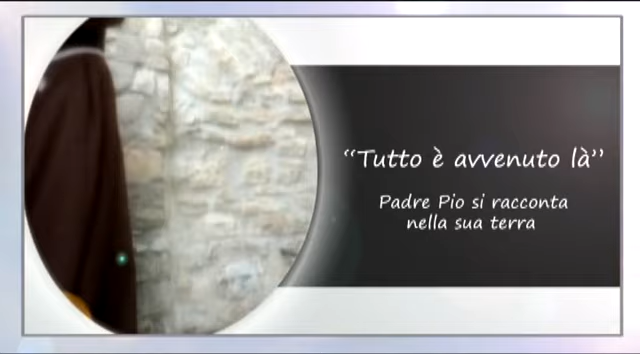 “Tutto è avvenuto là”
Padre Pio si racconta
nella sua terra